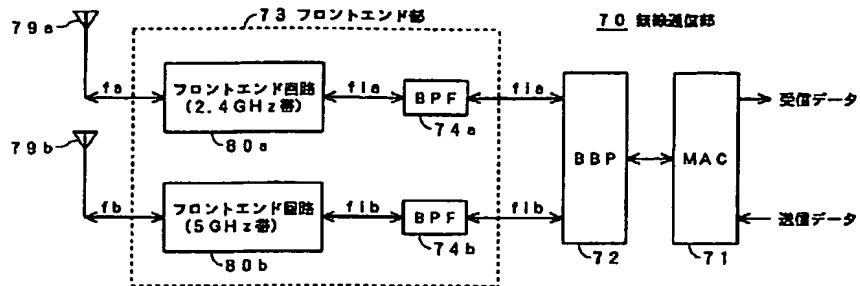 73 フロントエンド部
70 無線通信部
79a
fa
フロントエンド回路
(2.4GHz帯)
fia
BPF
fia
74a
80a
受信データ
79b
BBP
MAC
fb
フロントエンド回路
(5GHz帯)
fib
BPF
fib
送信データ
74b
80b
72
71